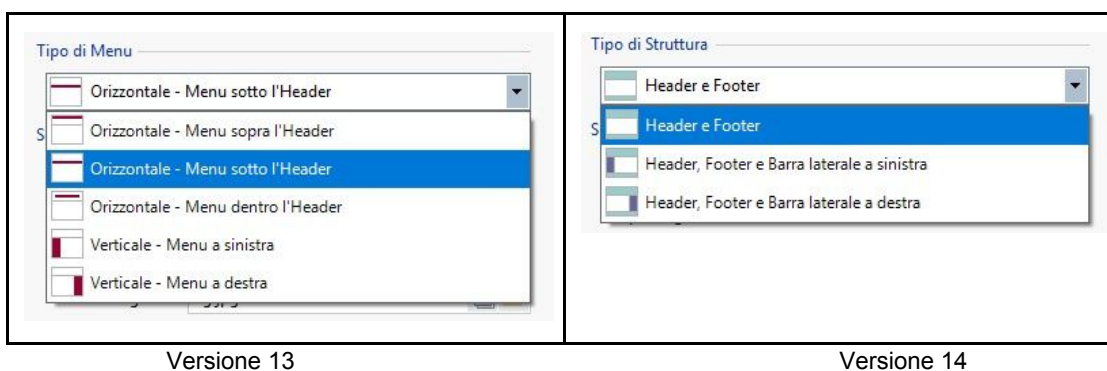 Tipo di Menu
Orizzontale - Menu sotto l'Header
Orizzontale - Menu sopra l'Header
Orizzontale - Menu sotto l'Header
Orizzontale - Menu dentro l'Header
Verticale - Menu a sinistra
Verticale - Menu a destra
Tipo di Struttura
Header e Footer
S
Header e Footer
Header, Footer e Barra laterale a sinistra
Header, Footer e Barra laterale a destra
Versione 13
Versione 14